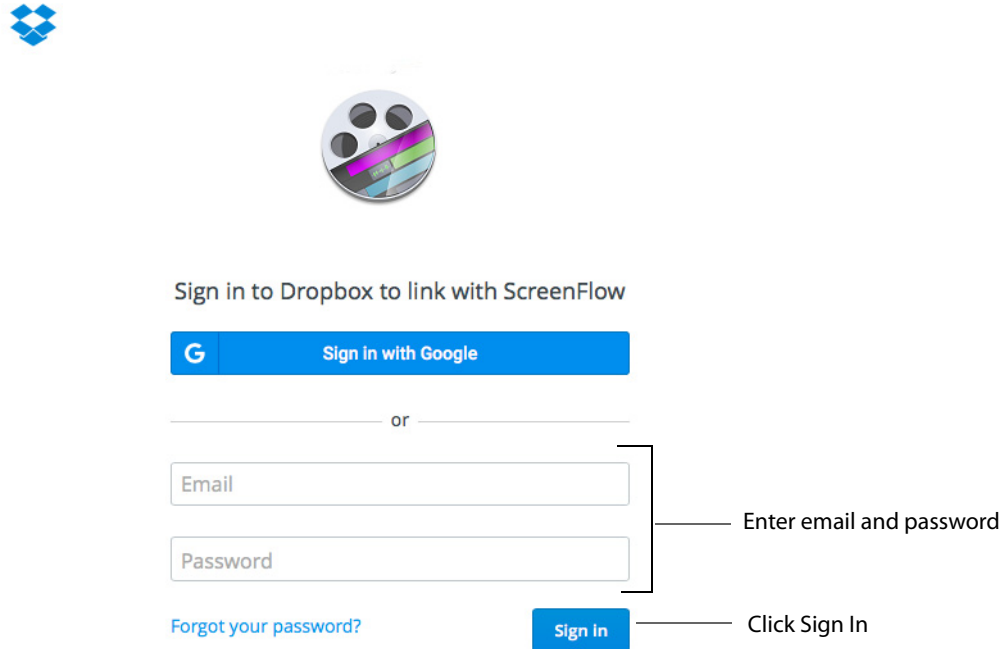 Sign in to Dropbox to link with ScreenFlow
G Sign in with Google
or
Email
Password
Enter email and password
Forgot your password?
Sign in
Click Sign In